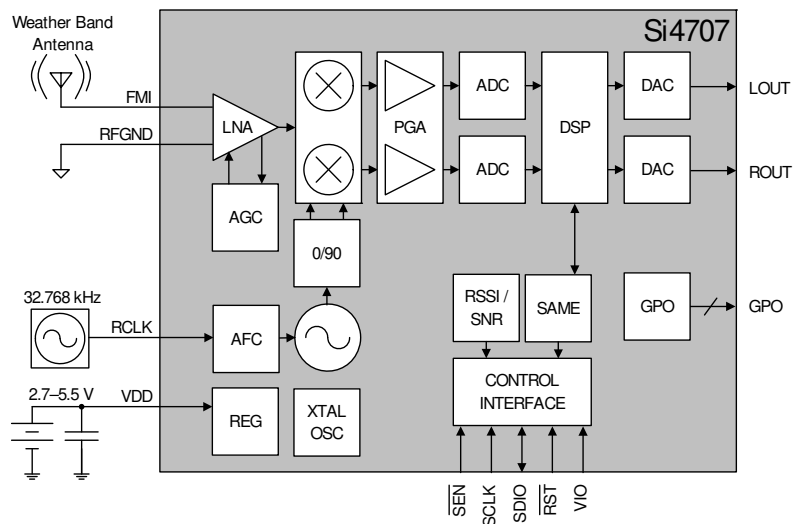 Weather Band
Antenna
Si4707
FMI
LNA
RFGND
PGA
ADC
ADC
DSP
DAC
DAC
LOUT
ROUT
AGC
0/90
32.768 kHz
RCLK
AFC
RSSI /
SNR
SAME
GPO
GPO
2.7–5.5 V
VDD
REG
XTAL
OSC
CONTROL
INTERFACE
SEN
SCLK
SDIO
RST
VIO